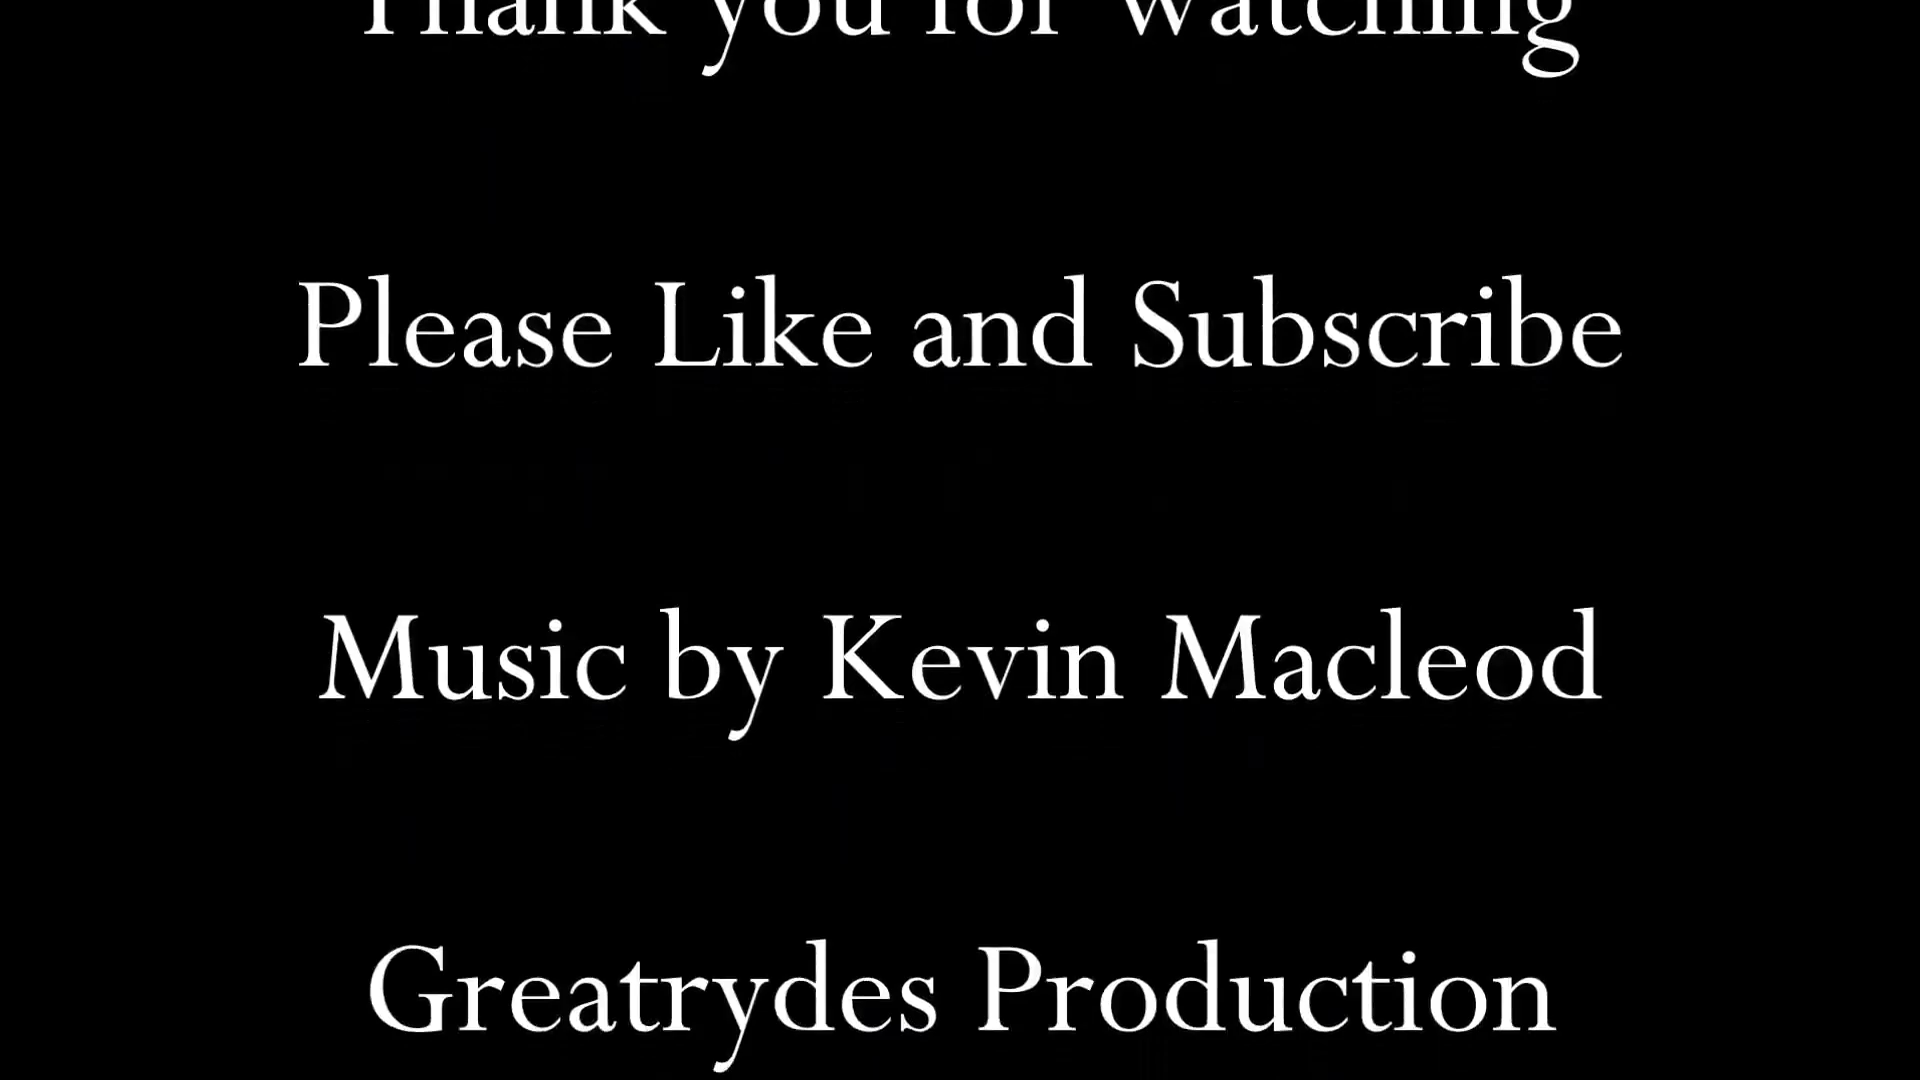 Thank you for watching
Please Like and Subscribe
Music by Kevin Macleod
Greatrydes Production